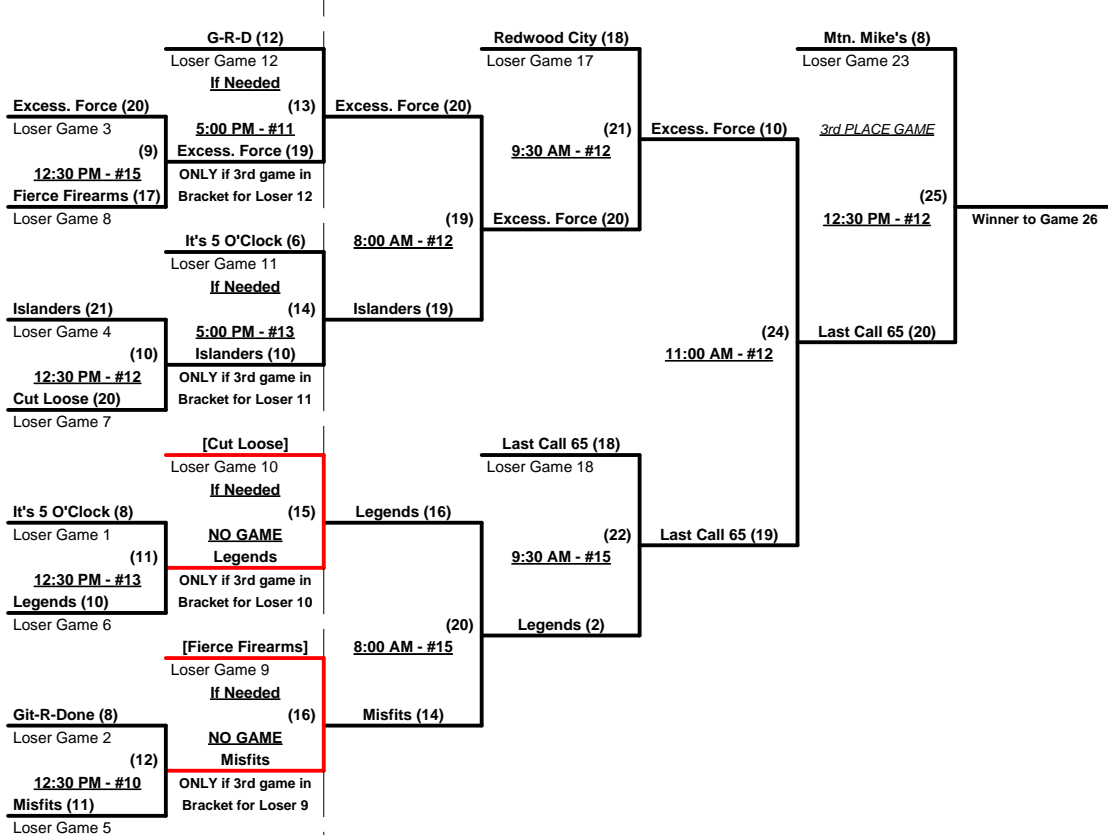 G-R-D (12)
Loser Game 12
If Needed
(13)
5:00 PM - #11
Excess. Force (19)
ONLY if 3rd game in
Bracket for Loser 12
Excess. Force (20)
Loser Game 3
(9)
12:30 PM - #15
Fierce Firearms (17)
Loser Game 8
It's 5 O'Clock (6)
Loser Game 11
If Needed
(14)
5:00 PM - #13
Islanders (10)
ONLY if 3rd game in
Bracket for Loser 11
Islanders (21)
Loser Game 4
(10)
12:30 PM - #12
Cut Loose (20)
Loser Game 7
[Cut Loose]
Loser Game 10
If Needed
(15)
NO GAME
Legends
ONLY if 3rd game in
Bracket for Loser 10
It's 5 O'Clock (8)
Loser Game 1
(11)
12:30 PM - #13
Legends (10)
Loser Game 6
[Fierce Firearms]
Loser Game 9
If Needed
(16)
NO GAME
Misfits
ONLY if 3rd game in
Bracket for Loser 9
Git-R-Done (8)
Loser Game 2
(12)
12:30 PM - #10
Misfits (11)
Loser Game 5
Excess. Force (20)
(19)
8:00 AM - #12
Islanders (19)
Legends (16)
(20)
8:00 AM - #15
Misfits (14)
Redwood City (18)
Loser Game 17
(21)
9:30 AM - #12
Excess. Force (20)
Last Call 65 (18)
Loser Game 18
(22)
9:30 AM - #15
Legends (2)
Excess. Force (10)
(24)
11:00 AM - #12
Last Call 65 (19)
Mtn. Mike's (8)
Loser Game 23
3rd PLACE GAME
(25)
12:30 PM - #12
Last Call 65 (20)
Winner to Game 26